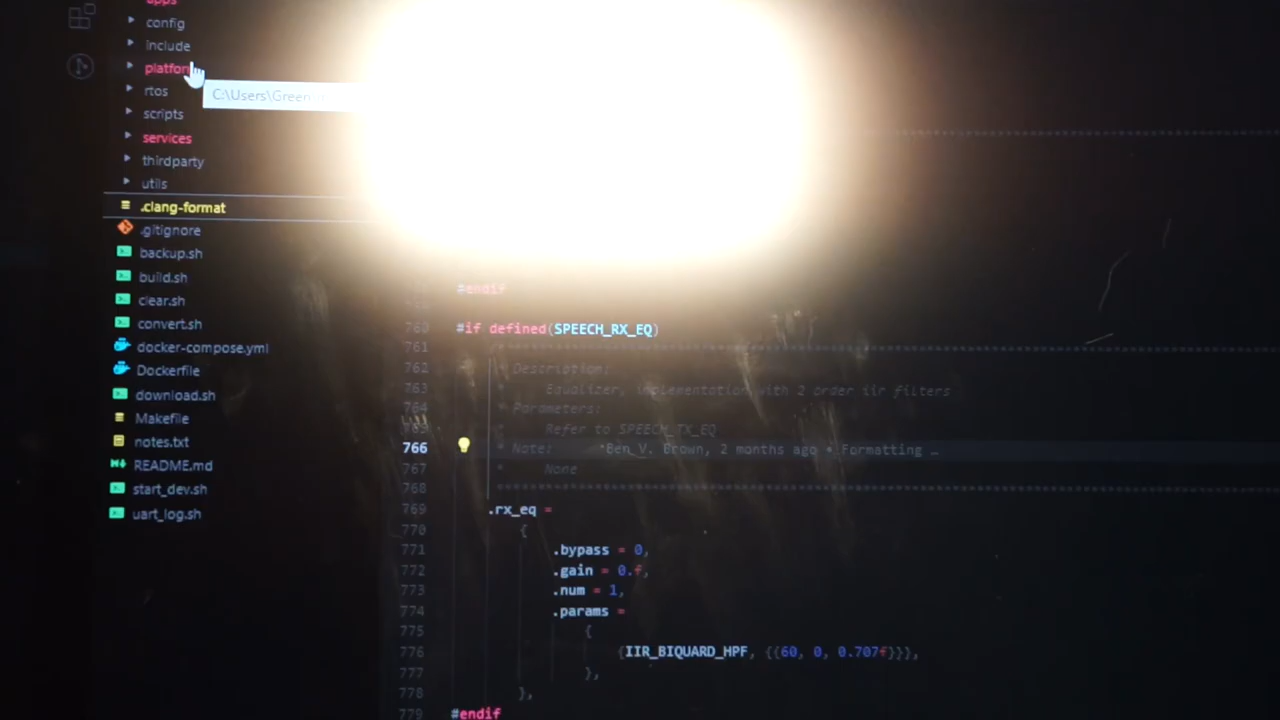 apps
config
include
platfor
C:\Users\Green
rtos
scripts
services
thirdparty
utils
.clang-format
.gitignore
backup.sh
build.sh
clear.sh
convert.sh
docker-compose.yml
Dockerfile
download.sh
Makefile
notes.txt
README.md
start_dev.sh
uart_log.sh
#endif
760 #if defined(SPEECH_RX_EQ)
761 /*****
762 * Description:
763 * Equalizer, implementation with 2 order iir filters
764 * Parameters:
765 * Refer to SPEECH_TX_EQ
766 * Note: Ben V. Brown, 2 months ago • Formatting …
767 * None
768 *****
769 .rx_eq =
770 {
771 .bypass = 0,
772 .gain = 0.f,
773 .num = 1,
774 .params =
775 {
776 {IIR_BIQUARD_HPF, {{60, 0, 0.707f}}},
777 },
778 },
779 #endif